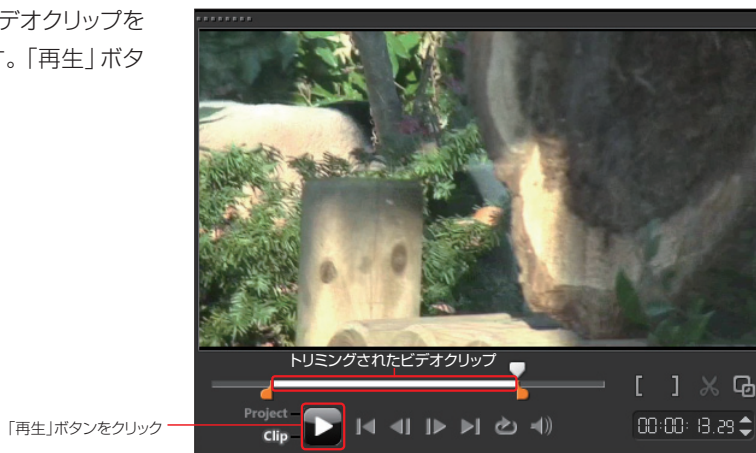 デオクリップを
。「再生」ボタ
トリミングされたビデオクリップ
Project
Clip
「再生」ボタンをクリック
[ ]
00:00:13.29